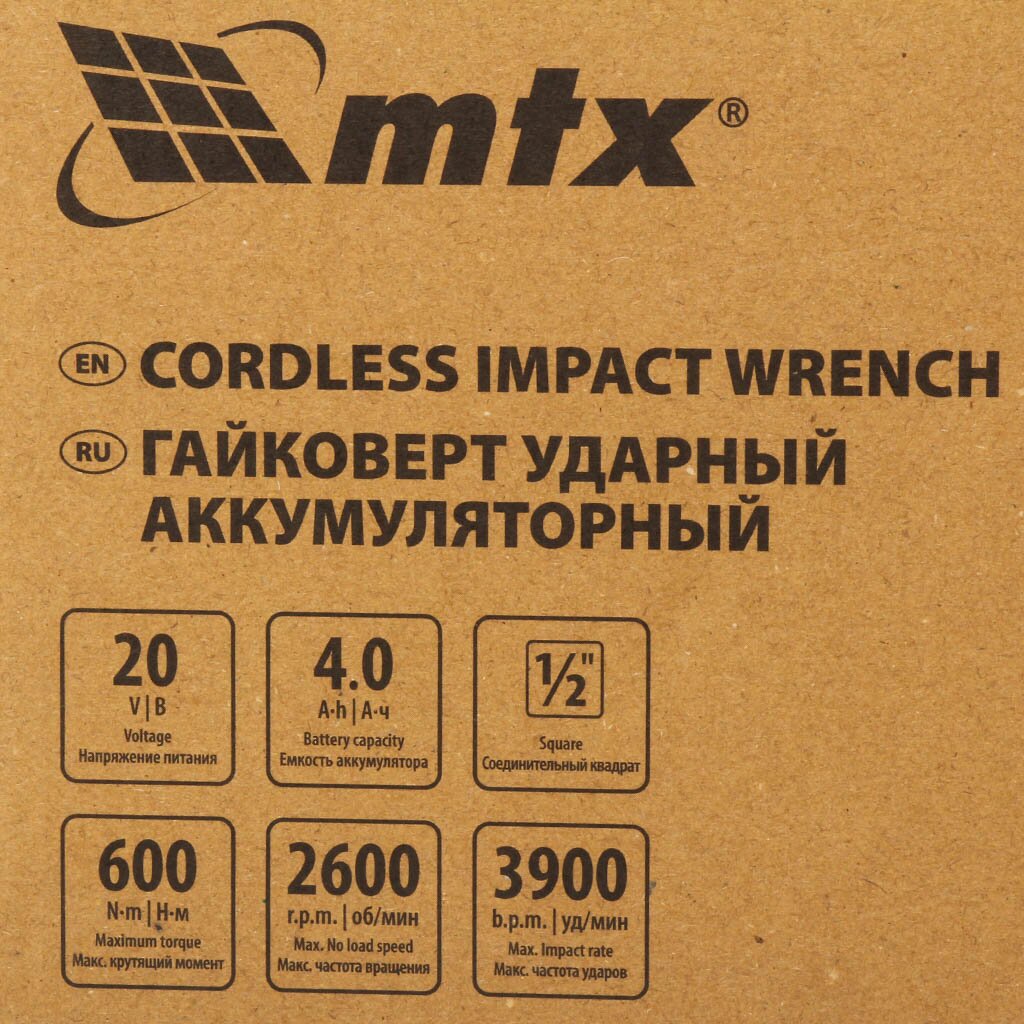 mtx®
EN CORDLESS IMPACT WRENCH
RU ГАЙКОВЕРТ УДАРНЫЙ
АККУМУЛЯТОРНЫЙ
20
V | В
Voltage
Напряжение питания
4.0
A·h | А·ч
Battery capacity
Емкость аккумулятора
1/2"
Square
Соединительный квадрат
600
N·m | Н·м
Maximum torque
Макс. крутящий момент
2600
r.p.m. | об/мин
Max. No load speed
Макс. частота вращения
3900
b.p.m. | уд/мин
Max. Impact rate
Макс. частота ударов